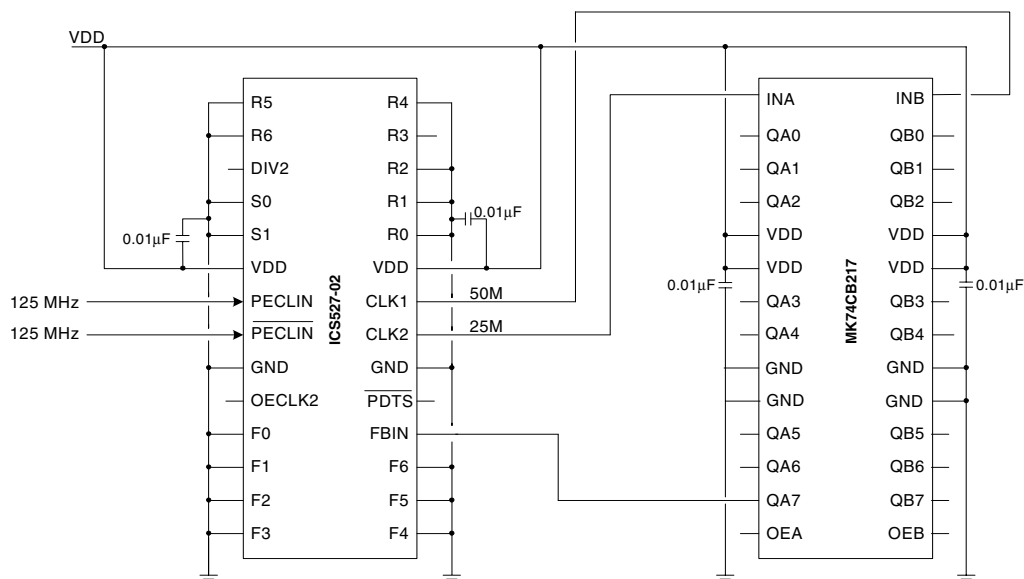 VDD
R5
R6
DIV2
S0
S1
VDD
PECLIN
PECLIN
GND
OECLK2
F0
F1
F2
F3
ICS527-02
R4
R3
R2
R1
R0
VDD
CLK1
CLK2
GND
PDTS
FBIN
F6
F5
F4
0.01µF
0.01µF
125 MHz
125 MHz
50M
25M
INA
QA0
QA1
QA2
VDD
VDD
QA3
QA4
GND
GND
QA5
QA6
QA7
OEA
MK74CB217
INB
QB0
QB1
QB2
VDD
VDD
QB3
QB4
GND
GND
QB5
QB6
QB7
OEB
0.01µF
0.01µF